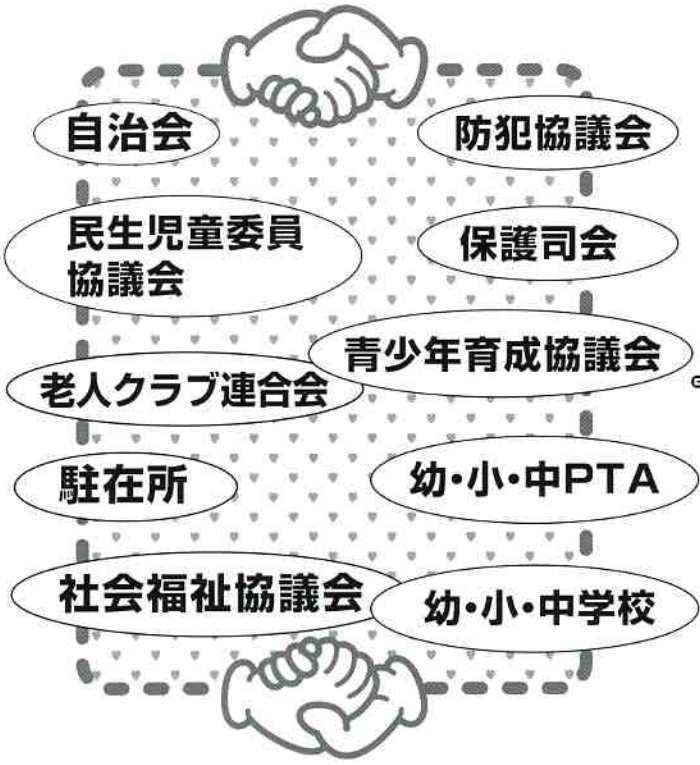 自治会
防犯協議会
民生児童委員
協議会
保護司会
青少年育成協議会
老人クラブ連合会
駐在所
幼・小・中PTA
社会福祉協議会
幼・小・中学校